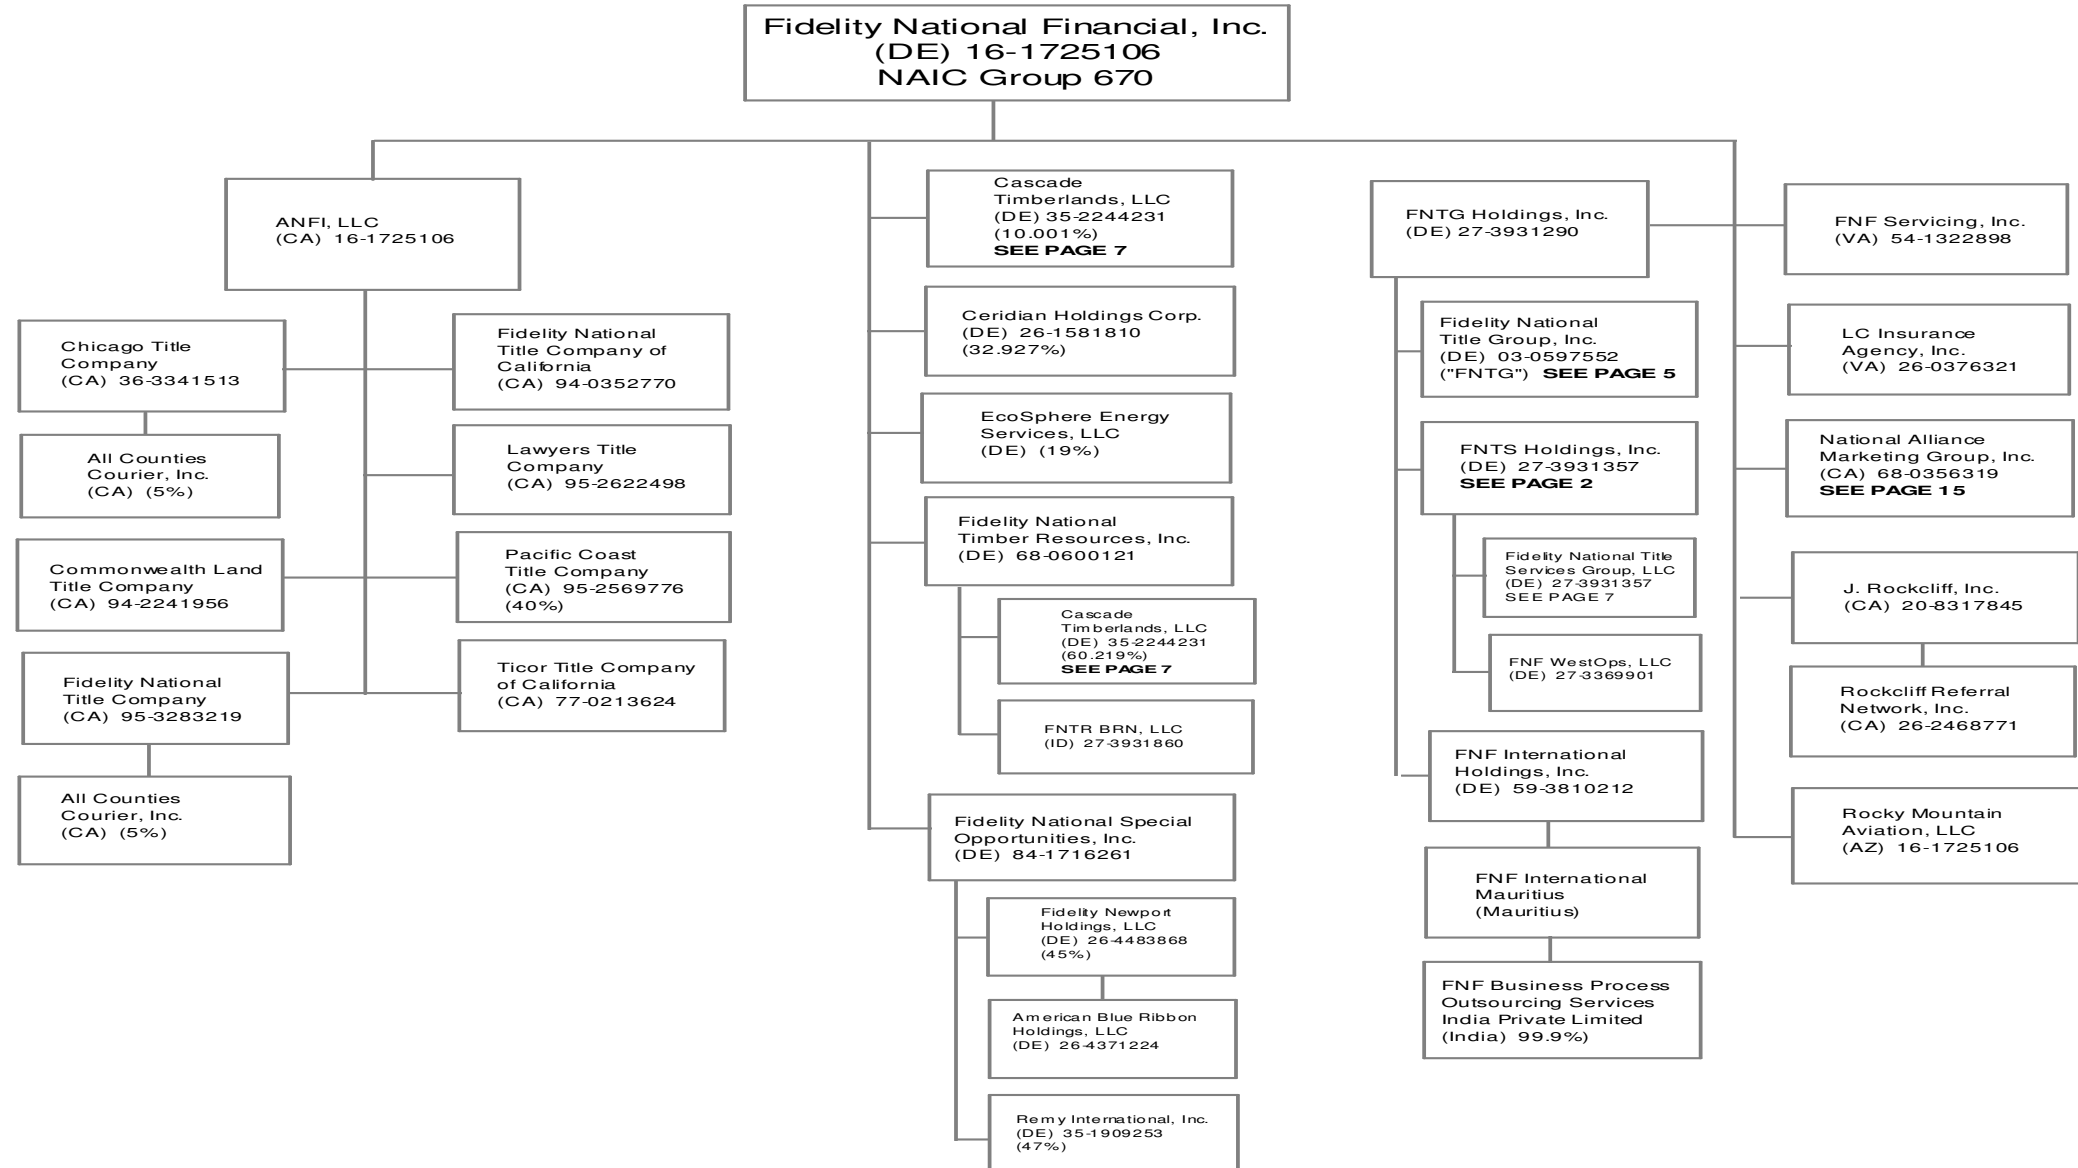 Fidelity National Financial, Inc.
(DE) 16-1725106
NAIC Group 670
ANFI, LLC
(CA) 16-1725106
Chicago Title
Company
(CA) 36-3341513
All Counties
Courier, Inc.
(CA) (5%)
Commonwealth Land
Title Company
(CA) 94-2241956
Fidelity National
Title Company
(CA) 95-3283219
All Counties
Courier, Inc.
(CA) (5%)
Fidelity National
Title Company of
California
(CA) 94-0352770
Lawyers Title
Company
(CA) 95-2622498
Pacific Coast
Title Company
(CA) 95-2569776
(40%)
Ticor Title Company
of California
(CA) 77-0213624
Cascade
Timberlands, LLC
(DE) 35-2244231
(10.001%)
SEE PAGE 7
Ceridian Holdings Corp.
(DE) 26-1581810
(32.927%)
EcoSphere Energy
Services, LLC
(DE) (19%)
Fidelity National
Timber Resources, Inc.
(DE) 68-0600121
Cascade
Timberlands, LLC
(DE) 35-2244231
(60.219%)
SEE PAGE 7
FNTR BRN, LLC
(ID) 27-3931860
Fidelity National Special
Opportunities, Inc.
(DE) 84-1716261
Fidelity Newport
Holdings, LLC
(DE) 26-4483868
(45%)
American Blue Ribbon
Holdings, LLC
(DE) 26-4371224
Remy International, Inc.
(DE) 35-1909253
(47%)
FNTG Holdings, Inc.
(DE) 27-3931290
Fidelity National
Title Group, Inc.
(DE) 03-0597552
("FNTG") SEE PAGE 5
FNTS Holdings, Inc.
(DE) 27-3931357
SEE PAGE 2
Fidelity National Title
Services Group, LLC
(DE) 27-3931357
SEE PAGE 7
FNF WestOps, LLC
(DE) 27-3369901
FNF International
Holdings, Inc.
(DE) 59-3810212
FNF International
Mauritius
(Mauritius)
FNF Business Process
Outsourcing Services
India Private Limited
(India) 99.9%)
FNF Servicing, Inc.
(VA) 54-1322898
LC Insurance
Agency, Inc.
(VA) 26-0376321
National Alliance
Marketing Group, Inc.
(CA) 68-0356319
SEE PAGE 15
J. Rockcliff, Inc.
(CA) 20-8317845
Rockcliff Referral
Network, Inc.
(CA) 26-2468771
Rocky Mountain
Aviation, LLC
(AZ) 16-1725106